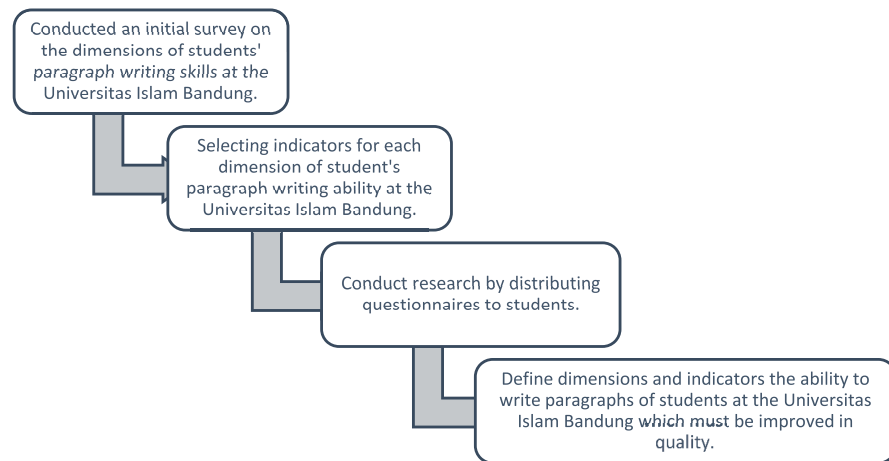 Conducted an initial survey on
the dimensions of students'
paragraph writing skills at the
Universitas Islam Bandung.
Selecting indicators for each
dimension of student's
paragraph writing ability at the
Universitas Islam Bandung.
Conduct research by distributing
questionnaires to students.
Define dimensions and indicators the ability to
write paragraphs of students at the Universitas
Islam Bandung which must be improved in
quality.